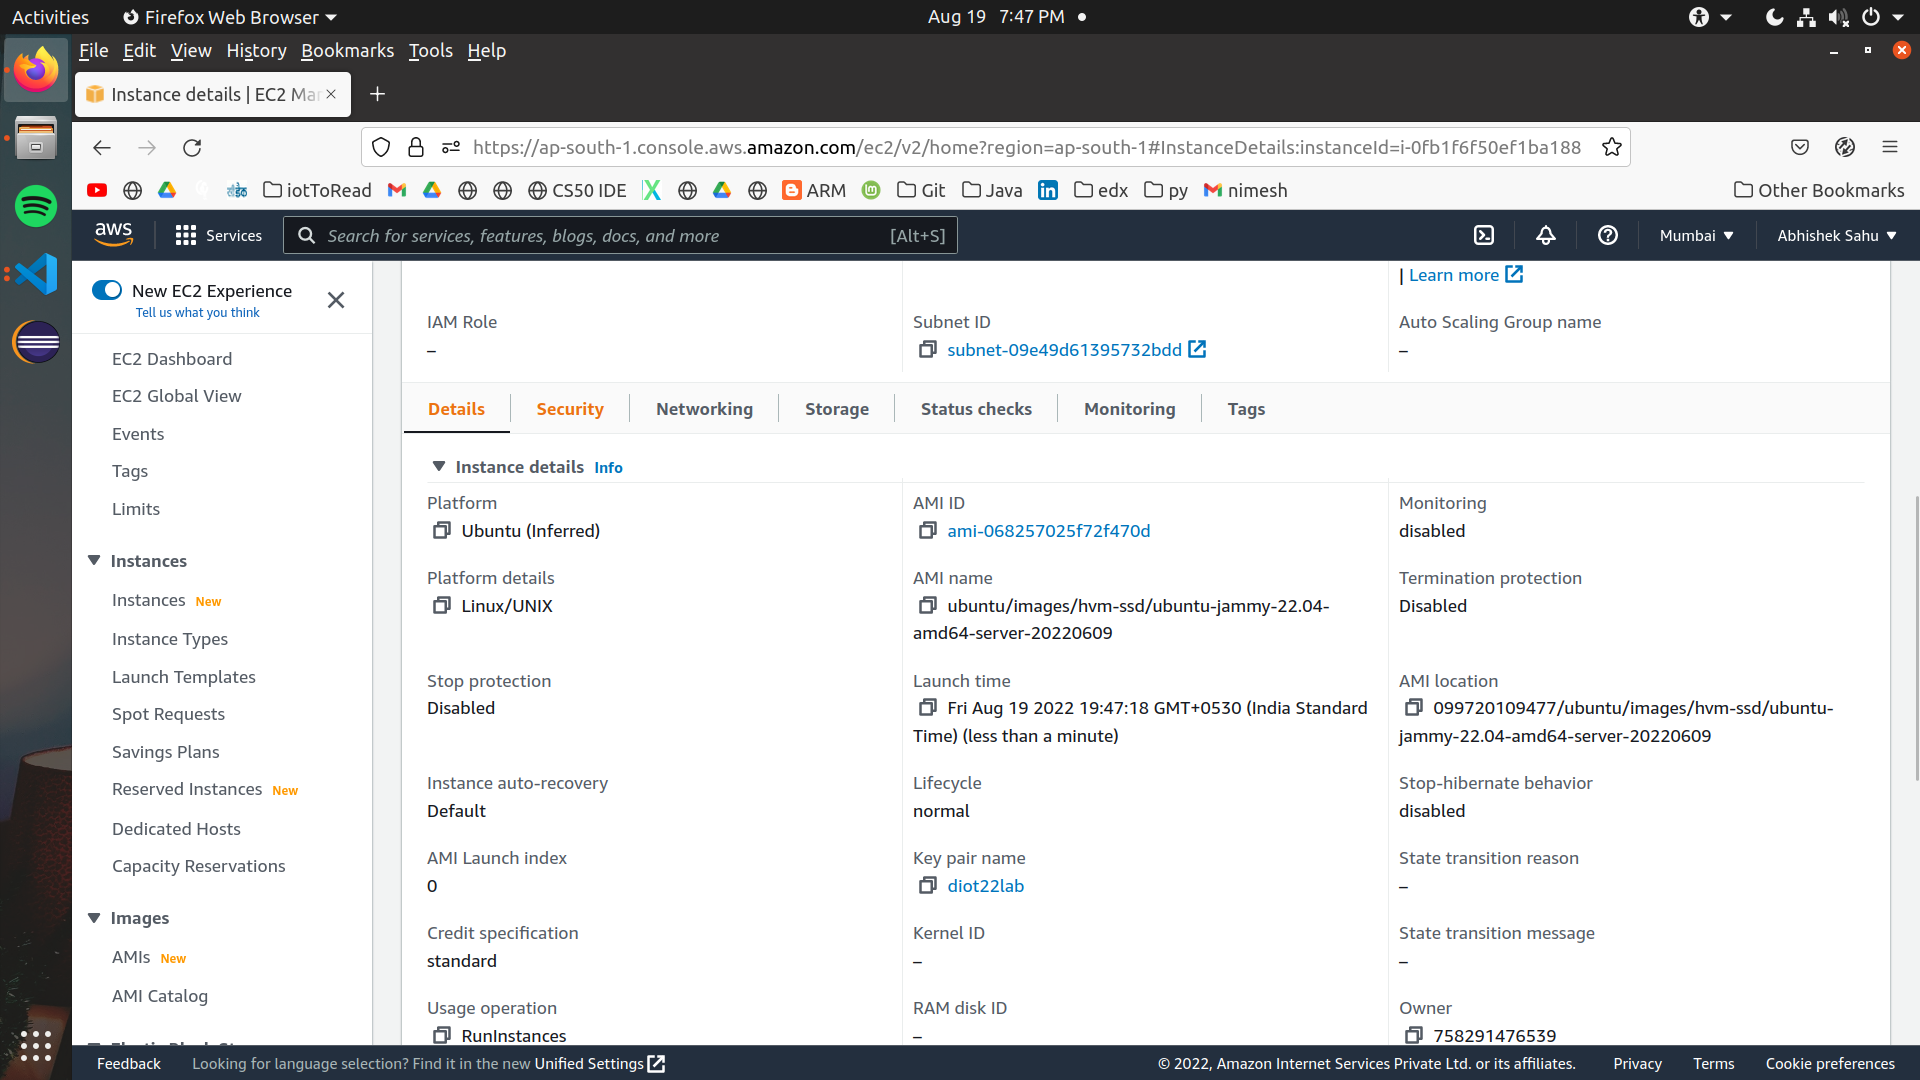 Activities Firefox Web Browser Aug 19 7:47 PM
File Edit View History Bookmarks Tools Help
Instance details | EC2 Mar
https://ap-south-1.console.aws.amazon.com/ec2/v2/home?region=ap-south-1#InstanceDetails:instanceId=i-0fb1f6f50ef1ba188
iotToRead CS50 IDE ARM Git Java edx py nimesh Other Bookmarks
aws Services Search for services, features, blogs, docs, and more [Alt+S] Mumbai Abhishek Sahu
New EC2 Experience
Tell us what you think
EC2 Dashboard
EC2 Global View
Events
Tags
Limits
Instances
Instances New
Instance Types
Launch Templates
Spot Requests
Savings Plans
Reserved Instances New
Dedicated Hosts
Capacity Reservations
Images
AMIs New
AMI Catalog
| Learn more
IAM Role
–
Subnet ID
subnet-09e49d61395732bdd
Auto Scaling Group name
–
Details Security Networking Storage Status checks Monitoring Tags
Instance details Info
Platform
Ubuntu (Inferred)
AMI ID
ami-068257025f72f470d
Monitoring
disabled
Platform details
Linux/UNIX
AMI name
ubuntu/images/hvm-ssd/ubuntu-jammy-22.04-
amd64-server-20220609
Termination protection
Disabled
Stop protection
Disabled
Launch time
Fri Aug 19 2022 19:47:18 GMT+0530 (India Standard
Time) (less than a minute)
AMI location
099720109477/ubuntu/images/hvm-ssd/ubuntu-
jammy-22.04-amd64-server-20220609
Instance auto-recovery
Default
Lifecycle
normal
Stop-hibernate behavior
disabled
AMI Launch index
0
Key pair name
diot22lab
State transition reason
–
Credit specification
standard
Kernel ID
–
State transition message
–
Usage operation
RunInstances
RAM disk ID
–
Owner
758291476539
Feedback Looking for language selection? Find it in the new Unified Settings © 2022, Amazon Internet Services Private Ltd. or its affiliates. Privacy Terms Cookie preferences